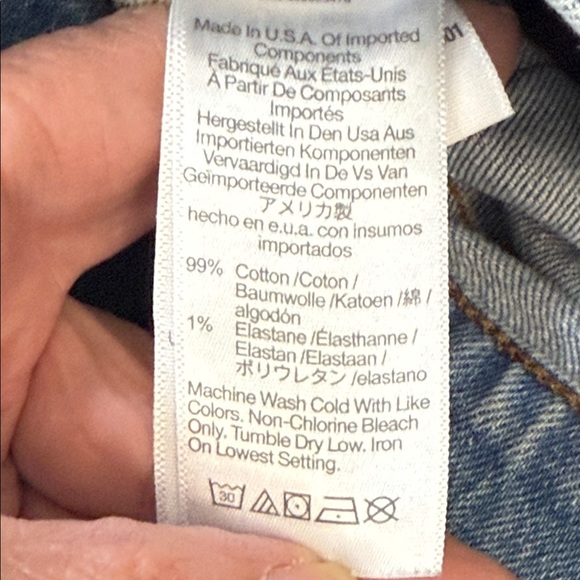 Made In U.S.A. Of Imported
Components
Fabriqué Aux États-Unis
À Partir De Composants
Importés
Hergestellt In Den Usa Aus
Importierten Komponenten
Vervaardigd In De Vs Van
Geïmporteerde Componenten
アメリカ製
hecho en e.u.a. con insumos
importados
99% Cotton /Coton /
Baumwolle /Katoen /綿 /
algodón
1% Elastane /Élasthanne /
Elastan /Elastaan /
ポリウレタン /elastano
Machine Wash Cold With Like
Colors. Non-Chlorine Bleach
Only. Tumble Dry Low. Iron
On Lowest Setting.
30
01